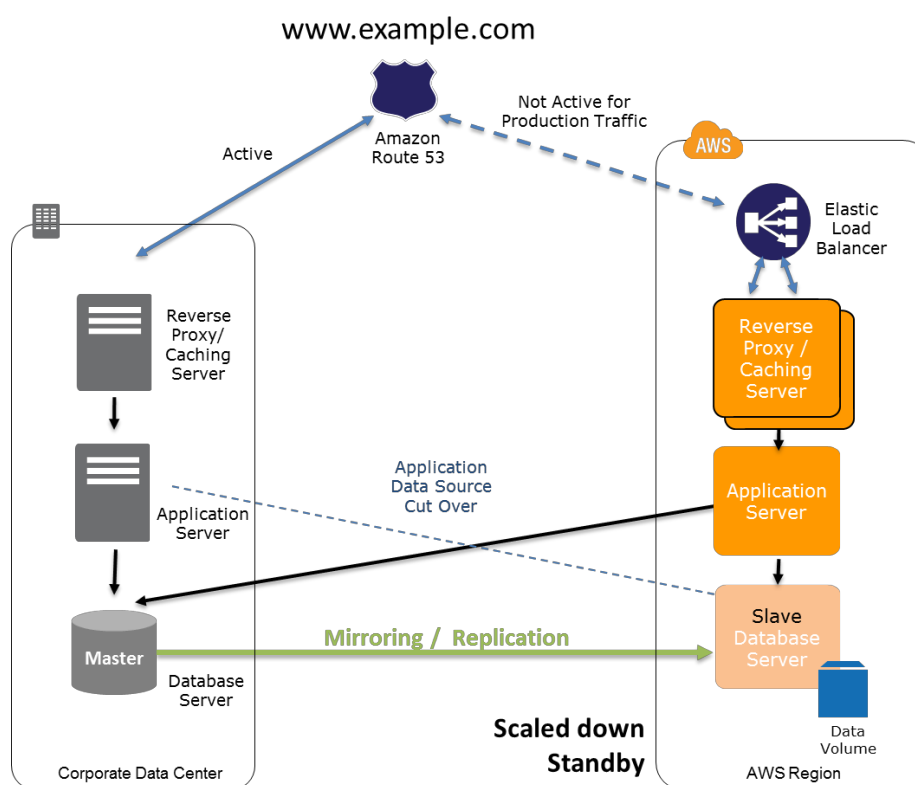 www.example.com
Amazon
Route 53
Active
Not Active for
Production Traffic
AWS
Elastic
Load
Balancer
Reverse
Proxy/
Caching
Server
Reverse
Proxy /
Caching
Server
Application
Server
Application
Data Source
Cut Over
Application
Server
Master
Database
Server
Mirroring / Replication
Slave
Database
Server
Data
Volume
Scaled down
Standby
Corporate Data Center
AWS Region